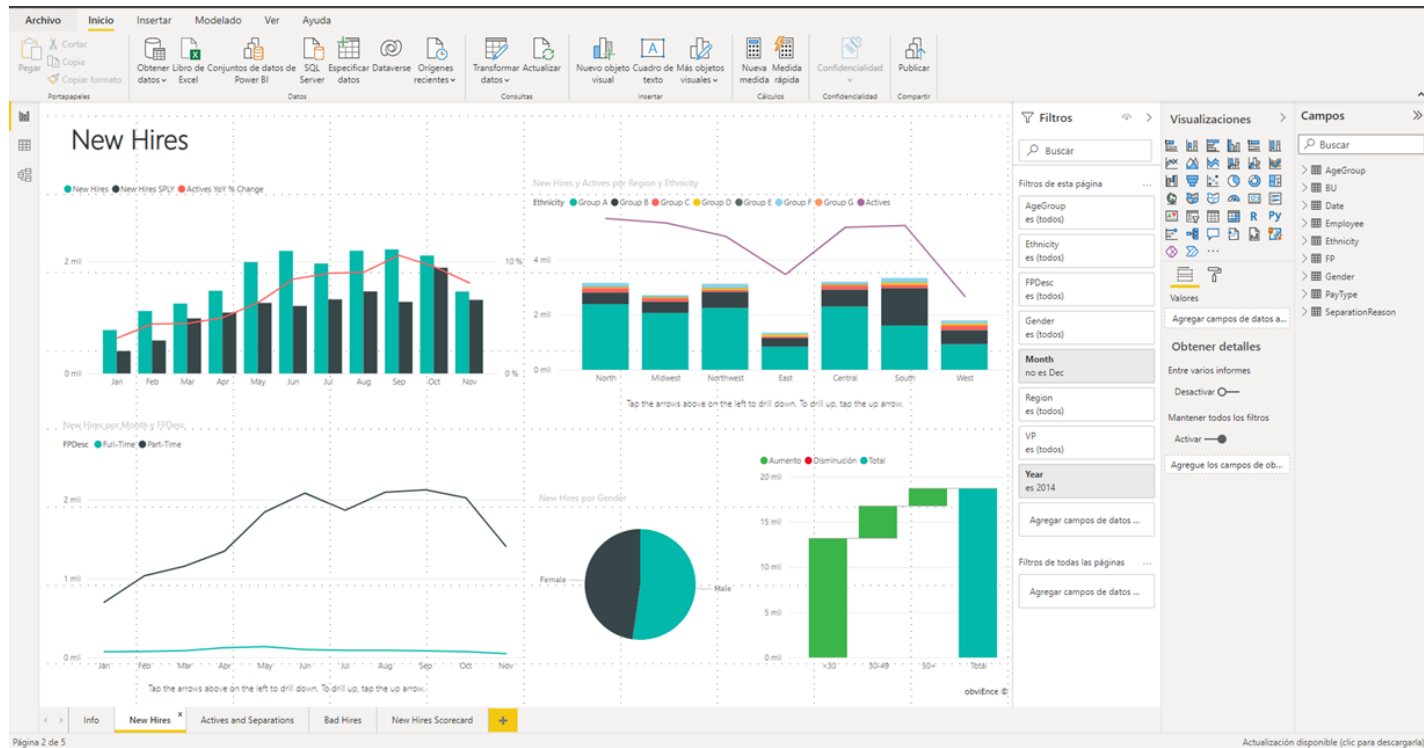 Archivo Inicio Insertar Modelado Ver Ayuda
Pegar
Cortar
Copia
Copiar formato
Portapapeles
Obtener datos
Libro de Excel
Conjuntos de datos de Power BI
SQL Server
Especificar datos
Dataverse
Orígenes recientes
Datos
Transformar datos
Actualizar
Consultas
Nuevo objeto visual
Cuadro de texto
Más objetos visuales
Insertar
Nueva medida
Medida rápida
Cálculos
Confidencialidad
Confidencialidad
Publicar
Compartir
New Hires
New Hires New Hires SPLY Actives YoY % Change
2 mil
0 mil
10 %
0 %
Jan Feb Mar Apr May Jun Jul Aug Sep Oct Nov
New Hires y Actives por Region y Ethnicity
Ethnicity Group A Group B Group C Group D Group E Group F Group G Actives
4 mil
2 mil
0 mil
North Midwest Northwest East Central South West
Tap the arrows above on the left to drill down. To drill up, tap the up arrow.
New Hires por Month y FPDesc
FPDesc Full-Time Part-Time
2 mil
1 mil
0 mil
Jan Feb Mar Apr May Jun Jul Aug Sep Oct Nov
Tap the arrows above on the left to drill down. To drill up, tap the up arrow.
New Hires por Gender
Female
Male
Aumento Disminución Total
20 mil
15 mil
10 mil
5 mil
0 mil
<30 30-49 50+ Total
obviEnce ©
Filtros
Buscar
Filtros de esta página ...
AgeGroup
es (todos)
Ethnicity
es (todos)
FPDesc
es (todos)
Gender
es (todos)
Month
no es Dec
Region
es (todos)
VP
es (todos)
Year
es 2014
Agregar campos de datos ...
Filtros de todas las páginas ...
Agregar campos de datos ...
Visualizaciones
R Py
...
Valores
Agregar campos de datos a...
Obtener detalles
Entre varios informes
Desactivar
Mantener todos los filtros
Activar
Agregue los campos de ob...
Campos
Buscar
AgeGroup
BU
Date
Employee
Ethnicity
FP
Gender
PayType
SeparationReason
Info New Hires x Actives and Separations Bad Hires New Hires Scorecard +
Página 2 de 5
Actualización disponible (clic para descargarla)